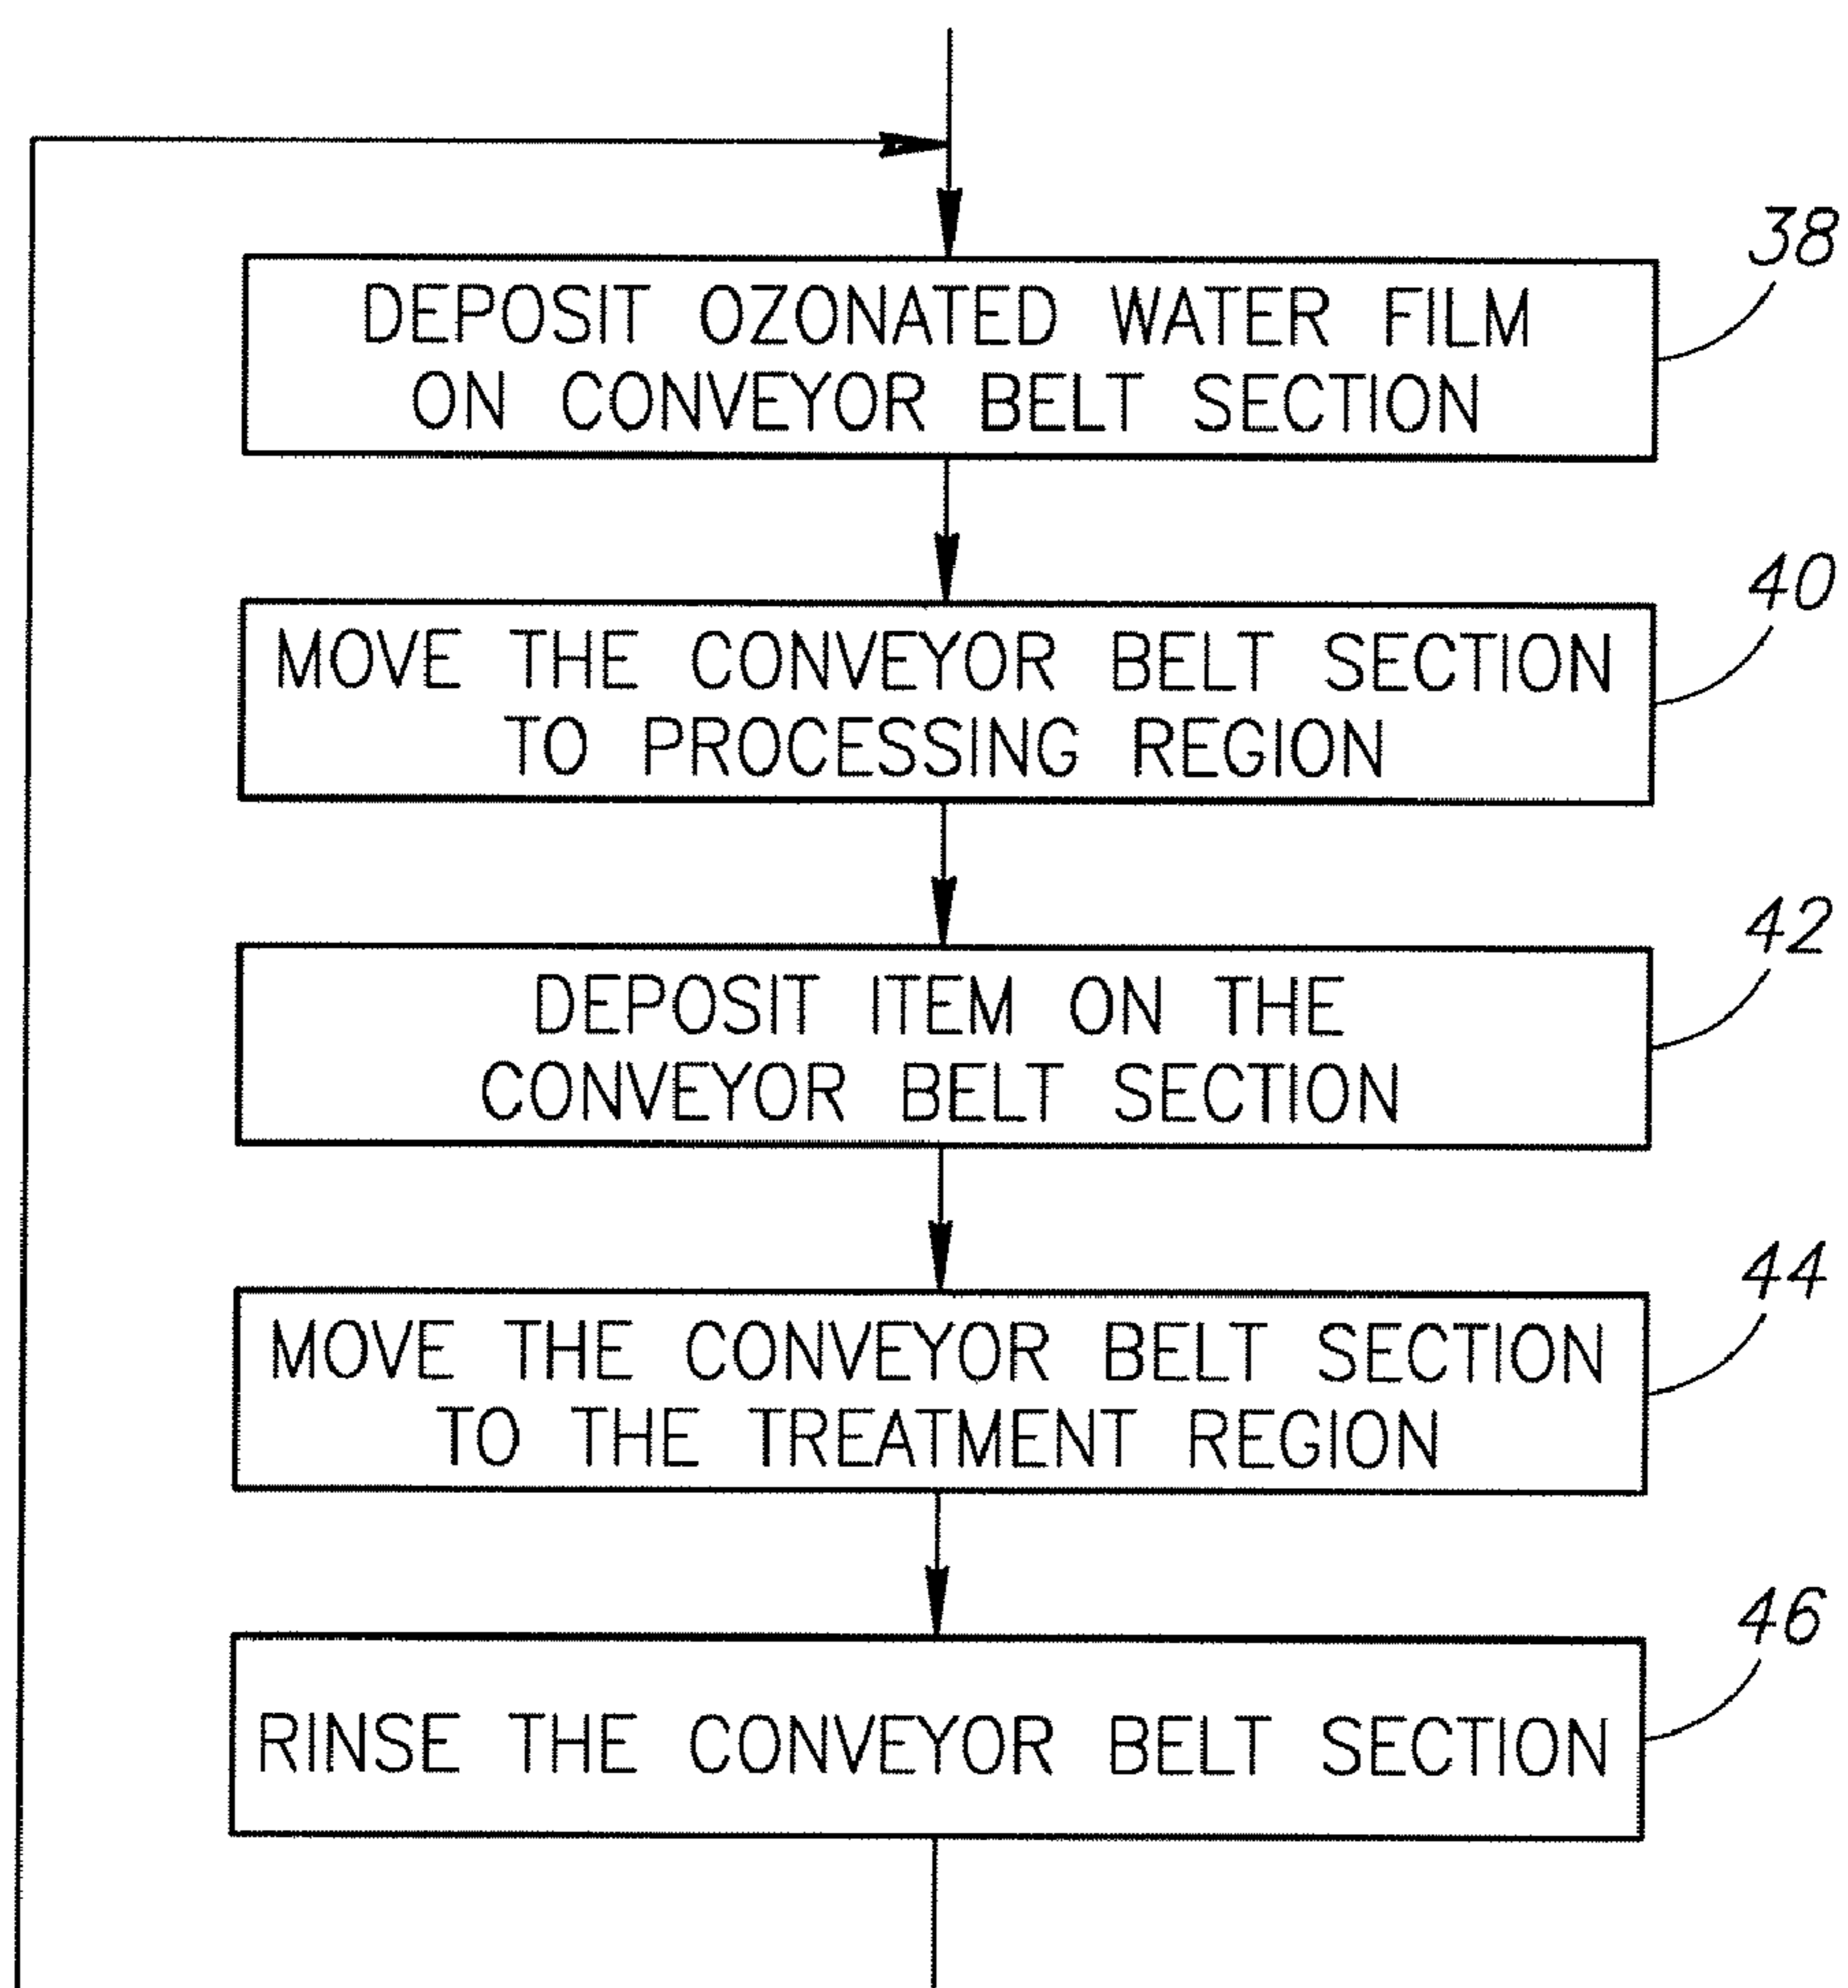 38
DEPOSIT OZONATED WATER FILM
ON CONVEYOR BELT SECTION
40
MOVE THE CONVEYOR BELT SECTION
TO PROCESSING REGION
42
DEPOSIT ITEM ON THE
CONVEYOR BELT SECTION
44
MOVE THE CONVEYOR BELT SECTION
TO THE TREATMENT REGION
46
RINSE THE CONVEYOR BELT SECTION